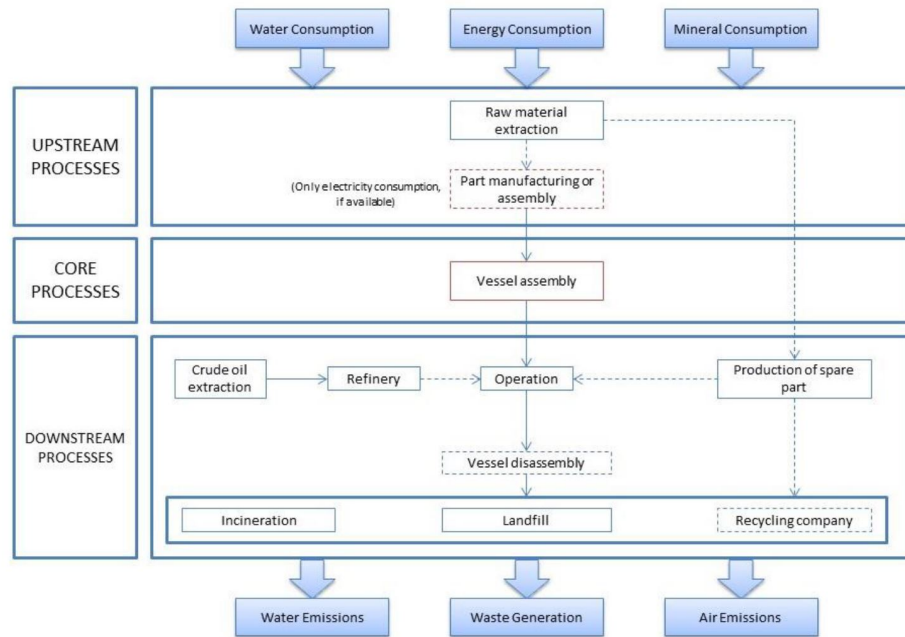 Water Consumption
Energy Consumption
Mineral Consumption
UPSTREAM
PROCESSES
Raw material
extraction
(Only electricity consumption,
if available)
Part manufacturing or
assembly
CORE
PROCESSES
Vessel assembly
DOWNSTREAM
PROCESSES
Crude oil
extraction
Refinery
Operation
Production of spare
part
Vessel disassembly
Incineration
Landfill
Recycling company
Water Emissions
Waste Generation
Air Emissions